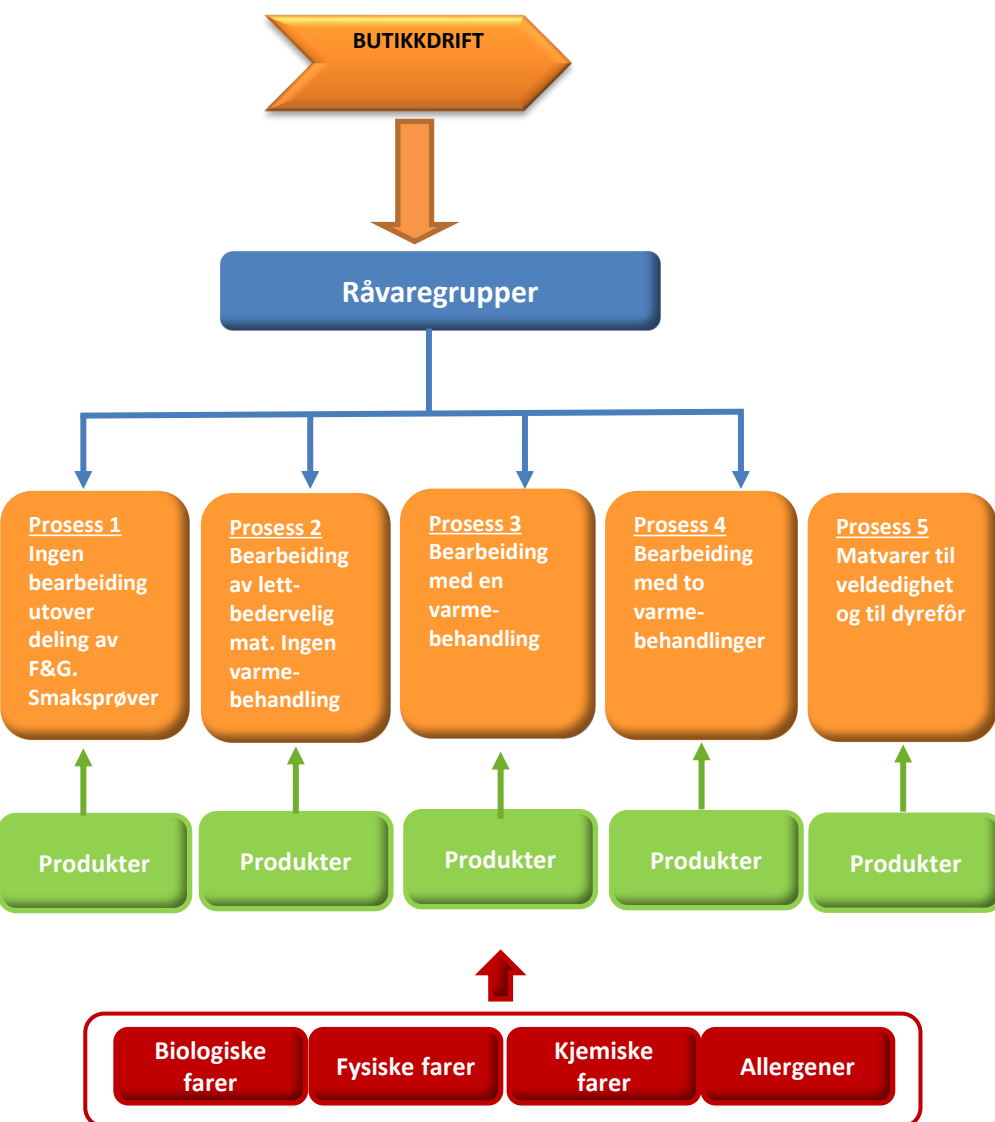 BUTIKKDRIFT
Råvaregrupper
Prosess 1
Ingen
bearbeiding
utover
deling av
F&G.
Smaksprøver
Prosess 2
Bearbeiding
av lett-
bedervelig
mat. Ingen
varme-
behandling
Prosess 3
Bearbeiding
med en
varme-
behandling
Prosess 4
Bearbeiding
med to
varme-
behandlinger
Prosess 5
Matvarer til
veldedighet
og til dyrefôr
Produkter
Produkter
Produkter
Produkter
Produkter
Biologiske
farer
Fysiske farer
Kjemiske
farer
Allergener